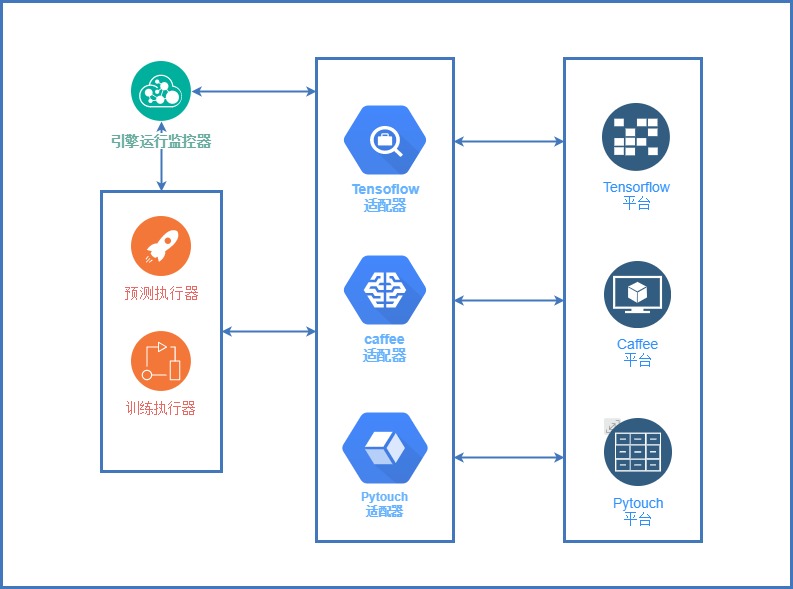 引擎运行监控器
预测执行器
训练执行器
Tensoflow
适配器
caffee
适配器
Pytouch
适配器
Tensorflow
平台
Caffee
平台
Pytouch
平台